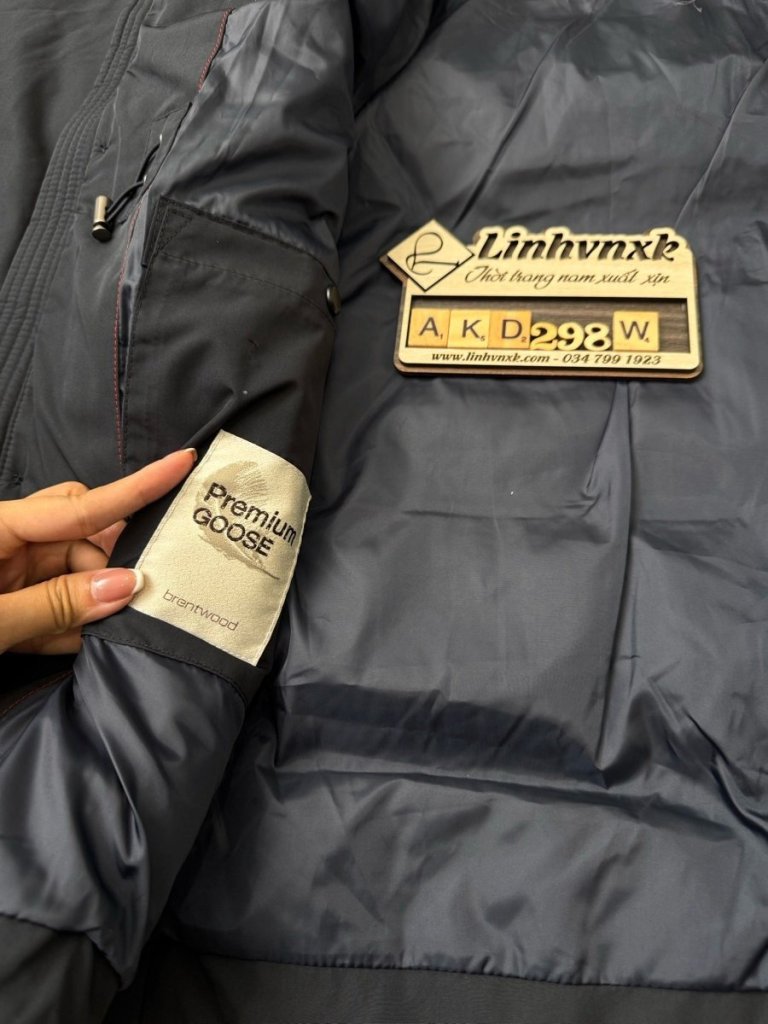 Linhvnxk
Thời trang nam xuất xịn
AKD298W
www.linhvnxk.com - 034 799 1923
Premium
GOOSE
brentwood